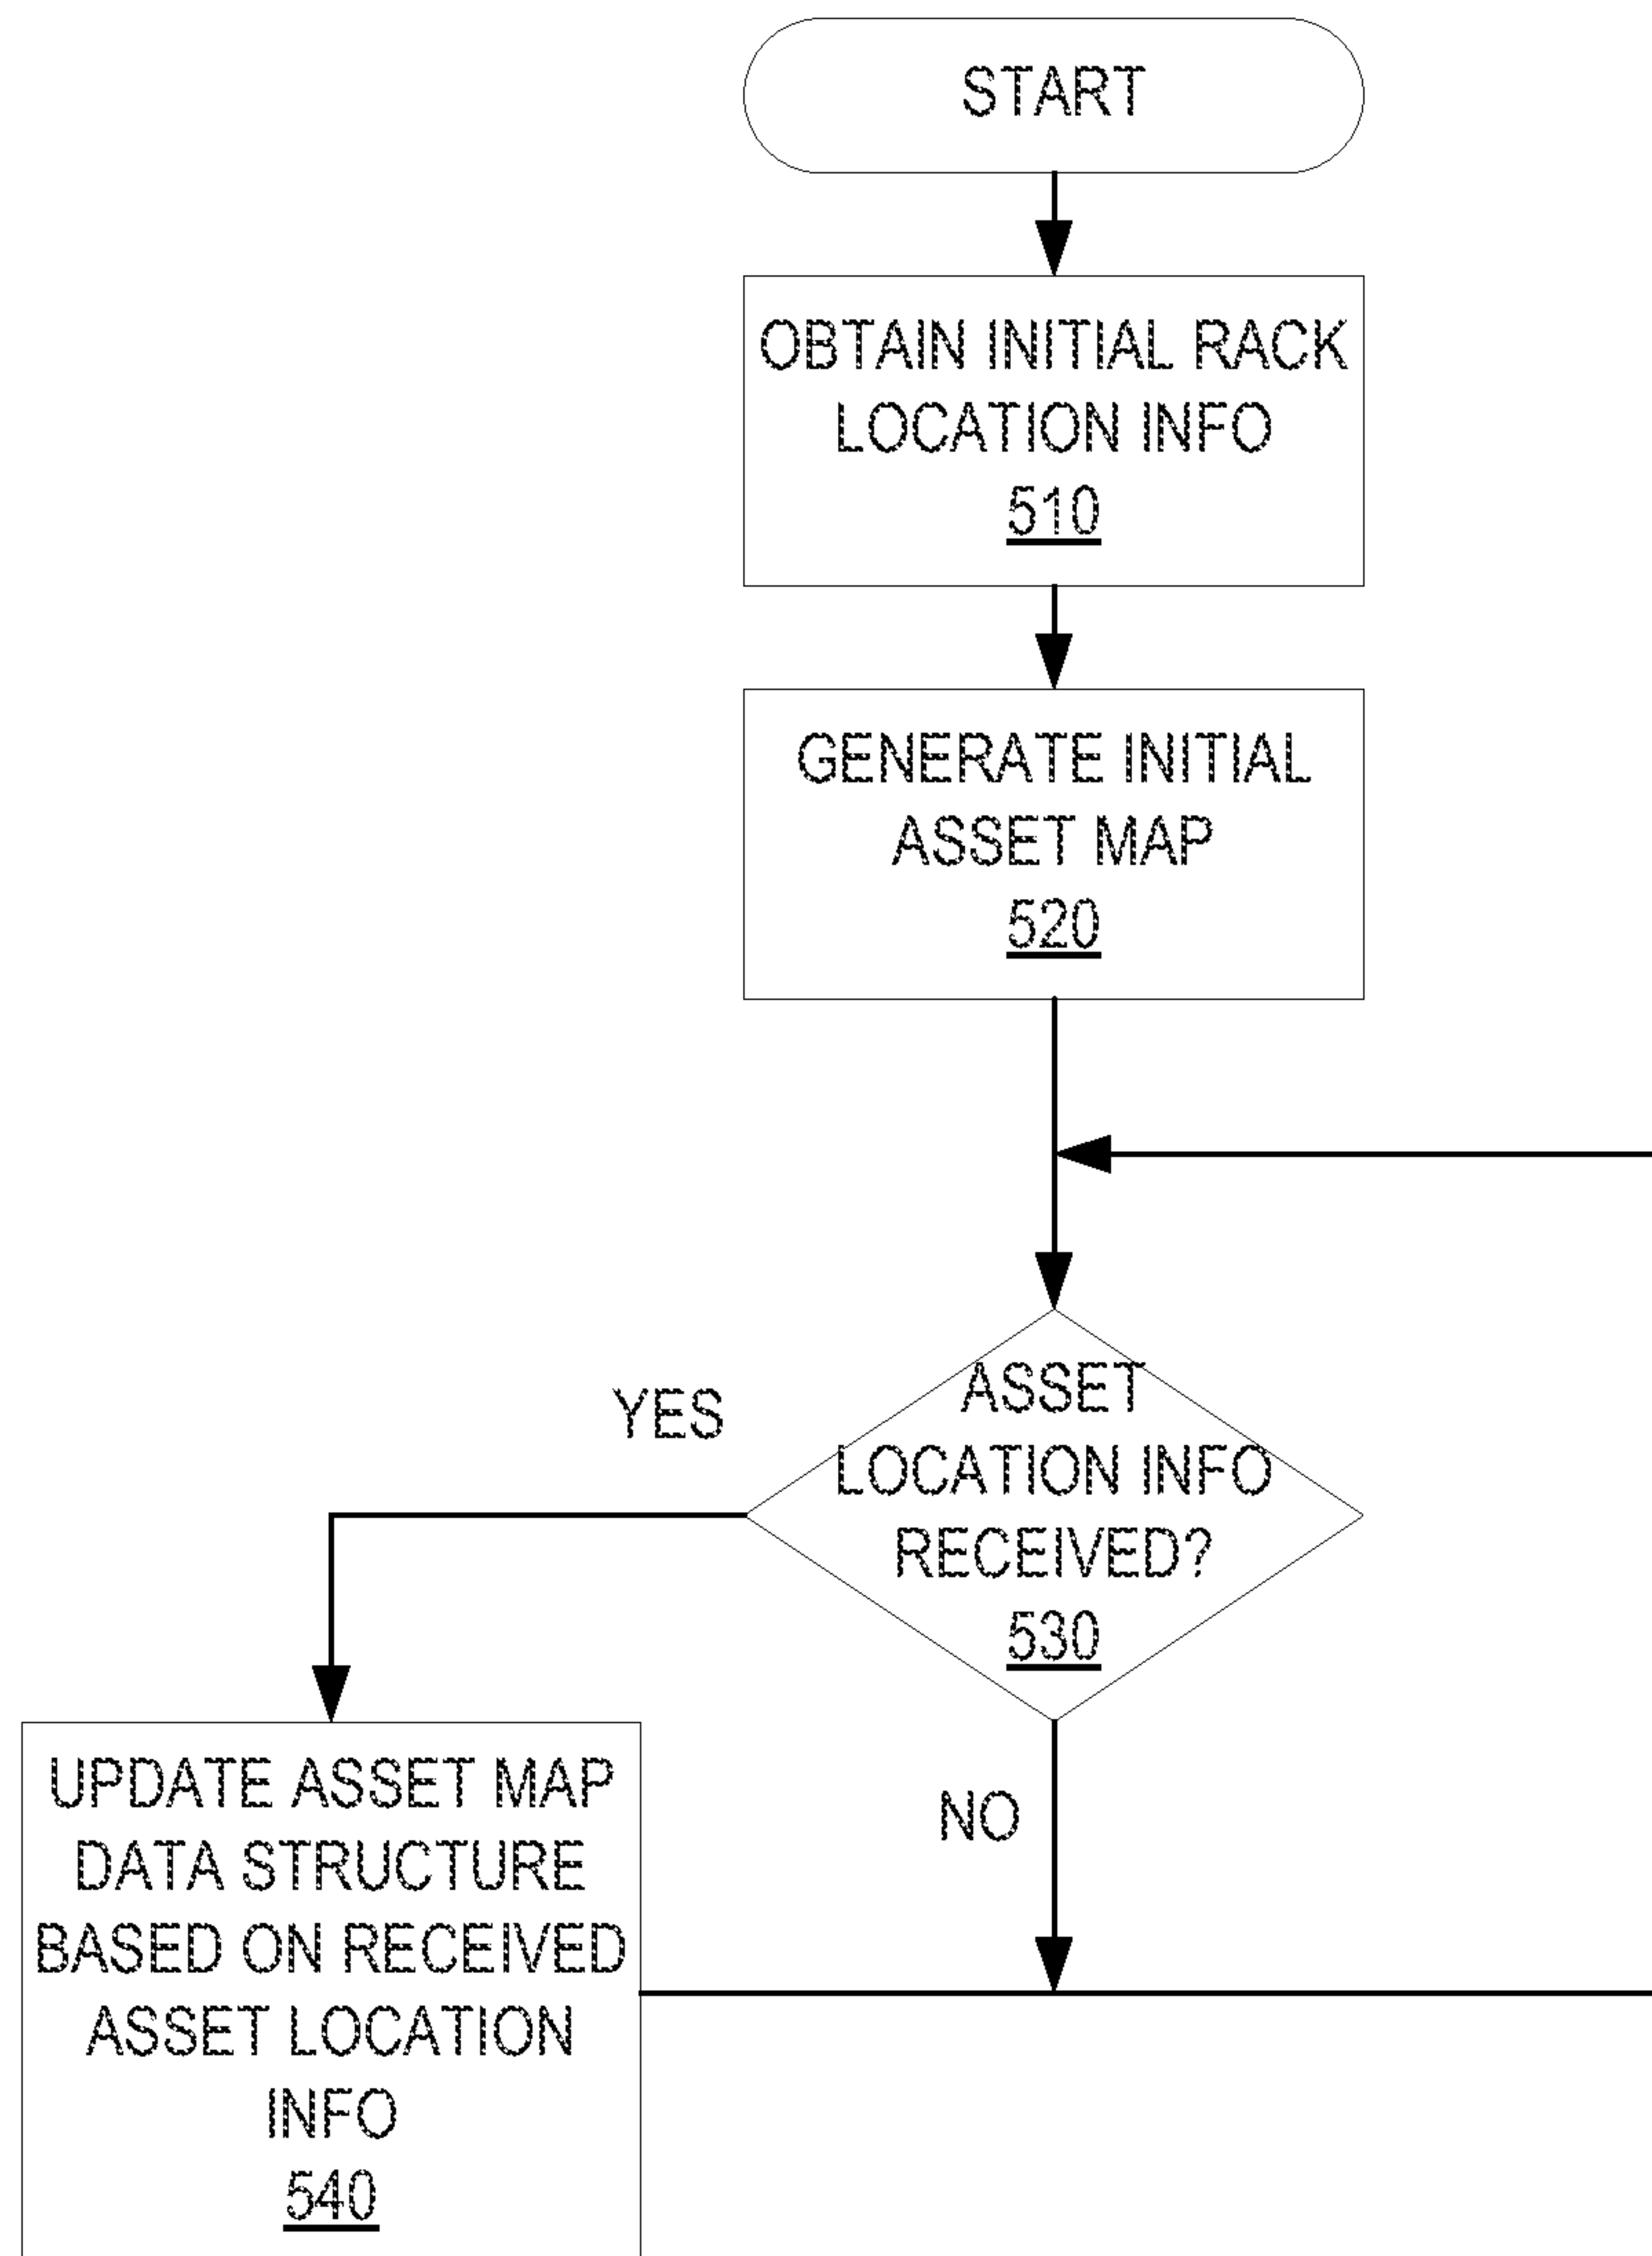 START
OBTAIN INITIAL RACK
LOCATION INFO
510
GENERATE INITIAL
ASSET MAP
520
YES
ASSET
LOCATION INFO
RECEIVED?
530
NO
UPDATE ASSET MAP
DATA STRUCTURE
BASED ON RECEIVED
ASSET LOCATION
INFO
540